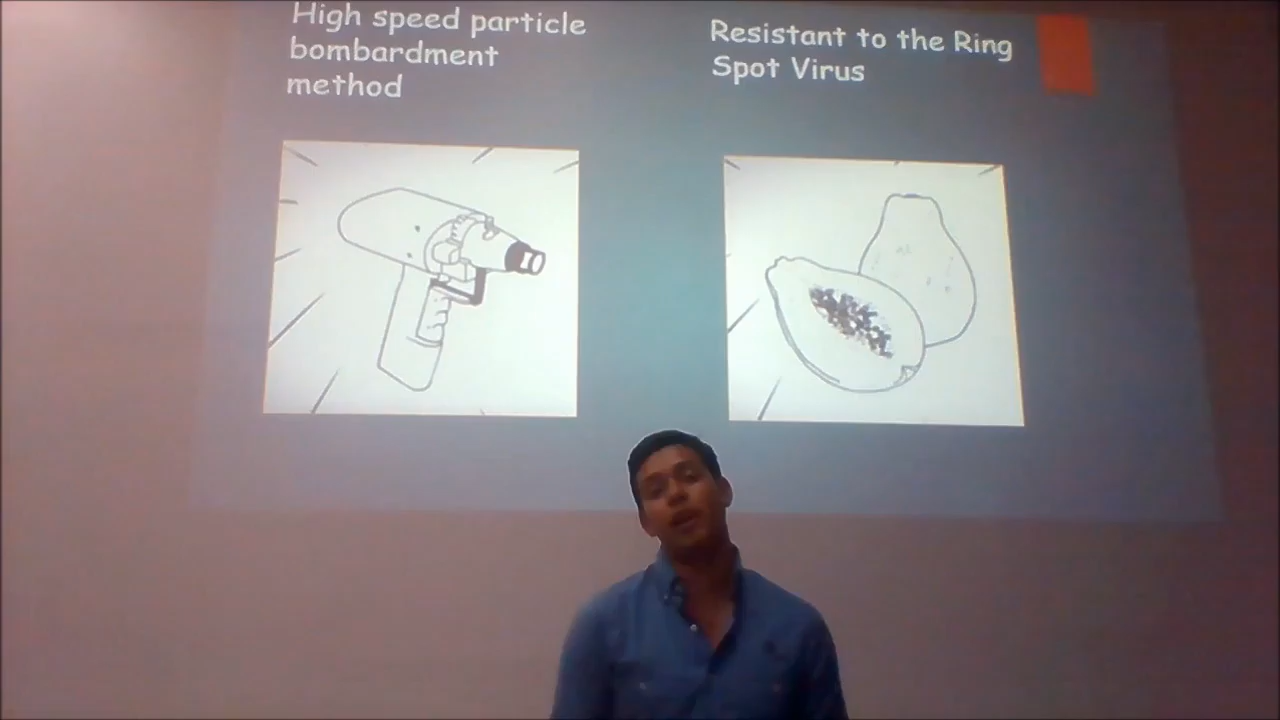 High speed particle
bombardment
method
Resistant to the Ring
Spot Virus